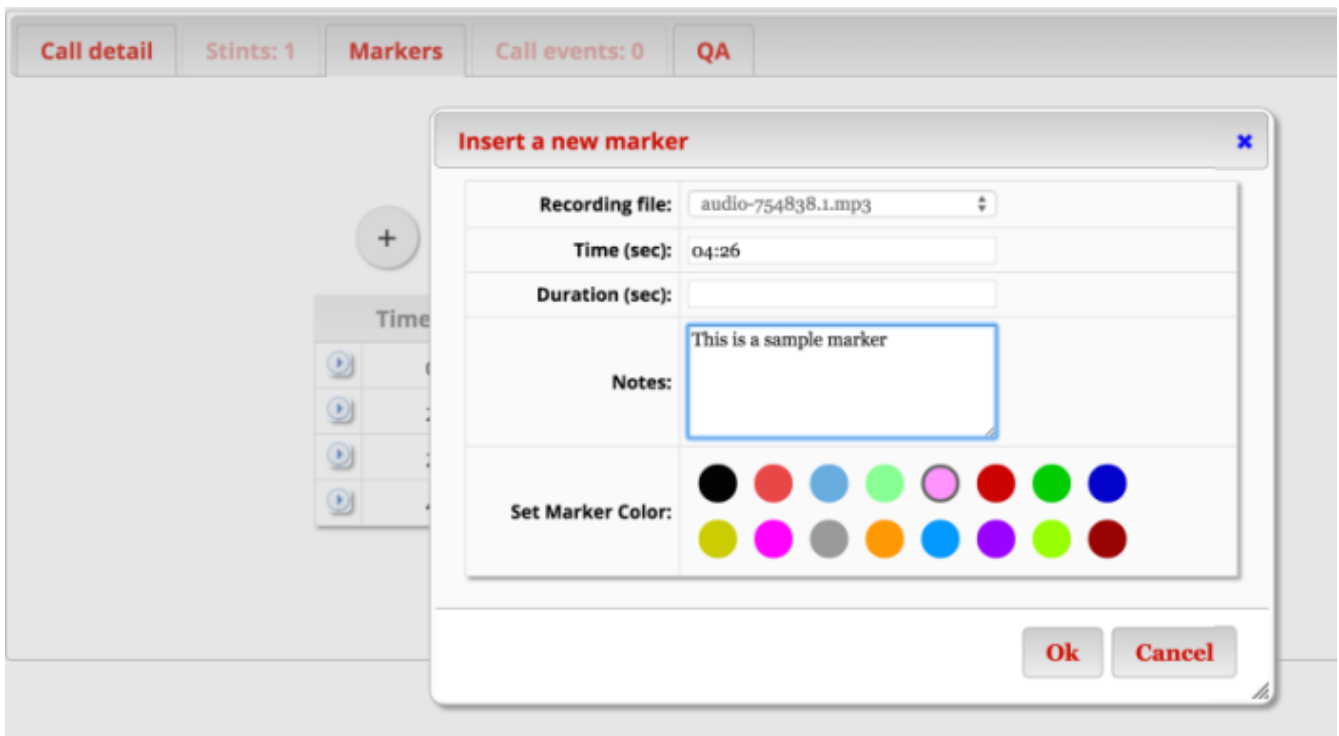 Call detail
Stints: 1
Markers
Call events: 0
QA
Insert a new marker
Recording file: audio-754838.1.mp3
+
Time (sec): 04:26
Duration (sec):
Time
This is a sample marker
Notes:
Set Marker Color:
Ok
Cancel